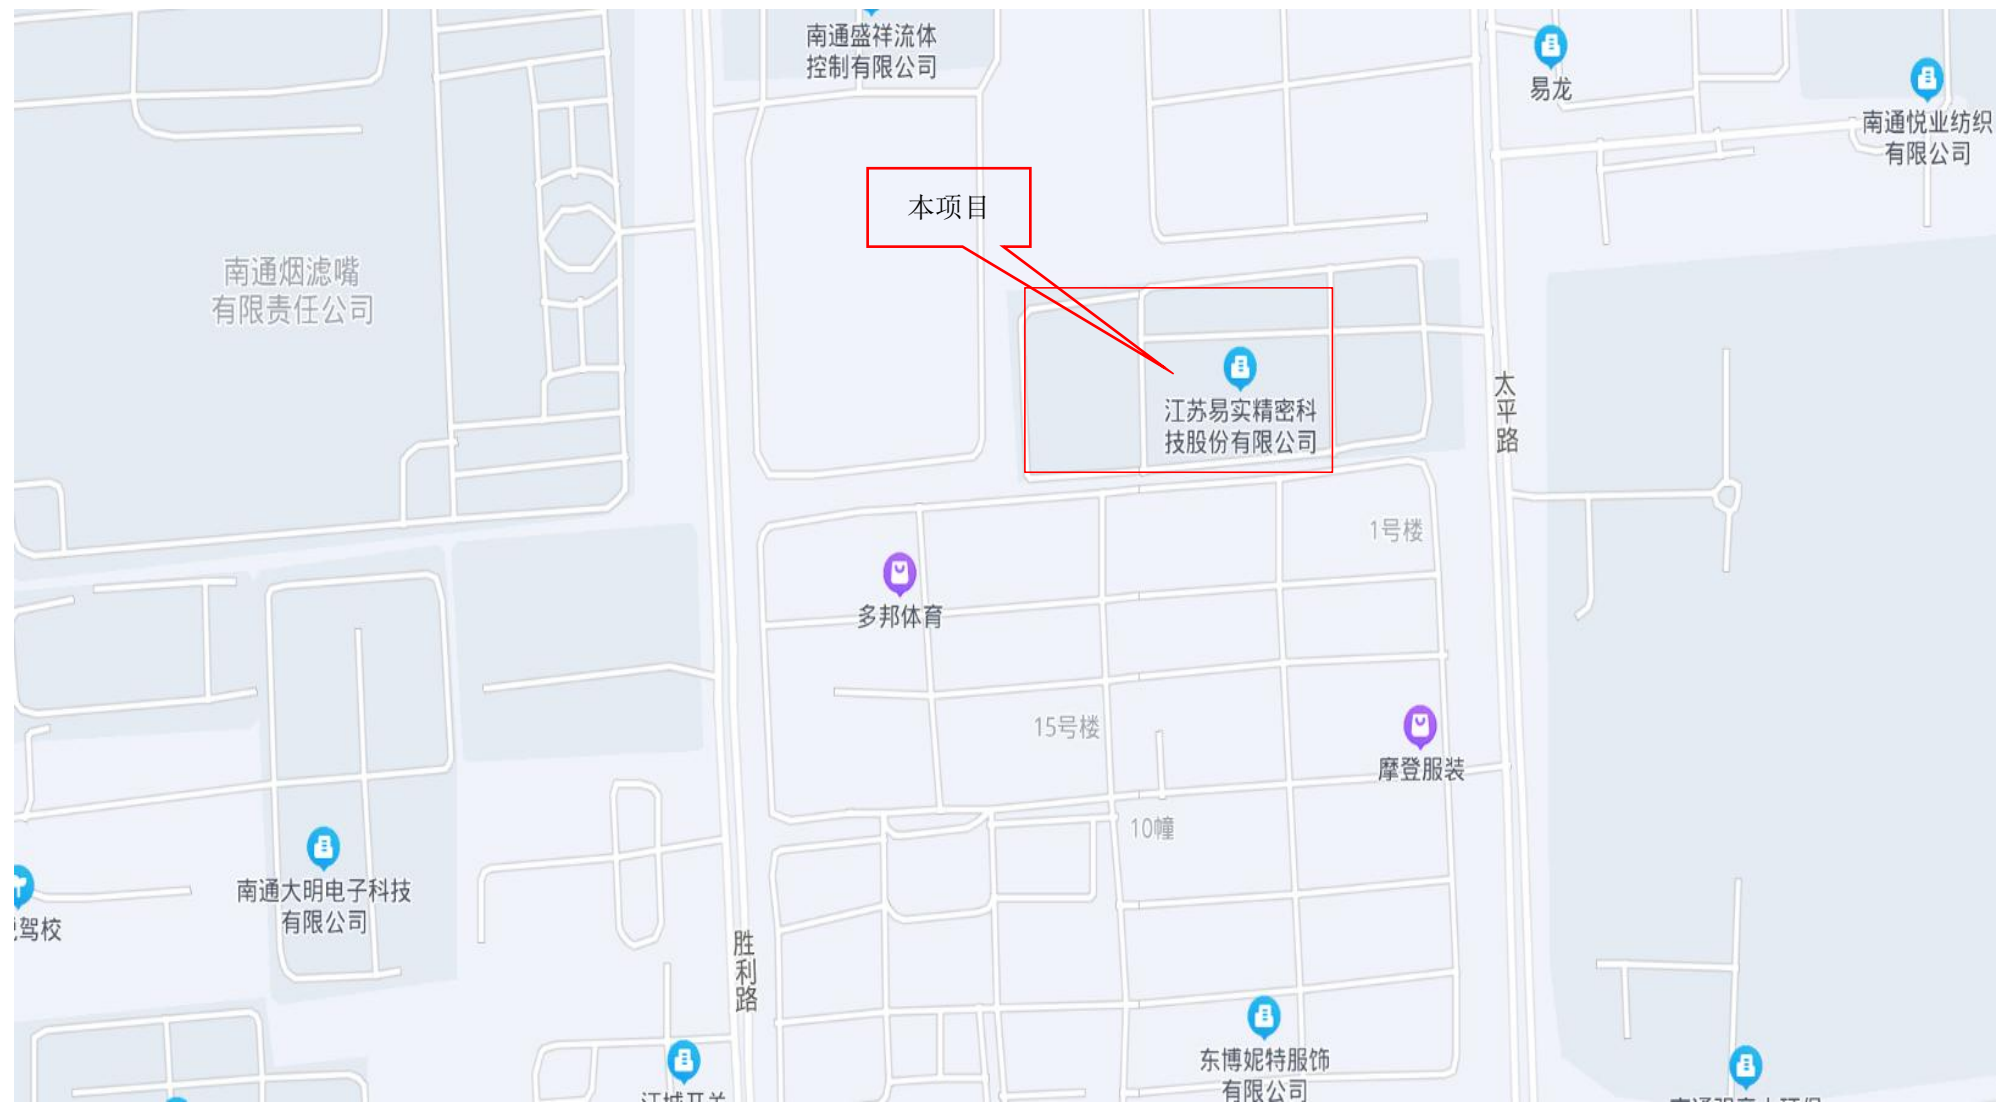 南通盛祥流体
控制有限公司
易龙
南通悦业纺织
有限公司
本项目
南通烟滤嘴
有限责任公司
江苏易实精密科
技股份有限公司
太平路
1号楼
多邦体育
15号楼
摩登服装
10幢
南通大明电子科技
有限公司
驾校
胜利路
东博妮特服饰
有限公司